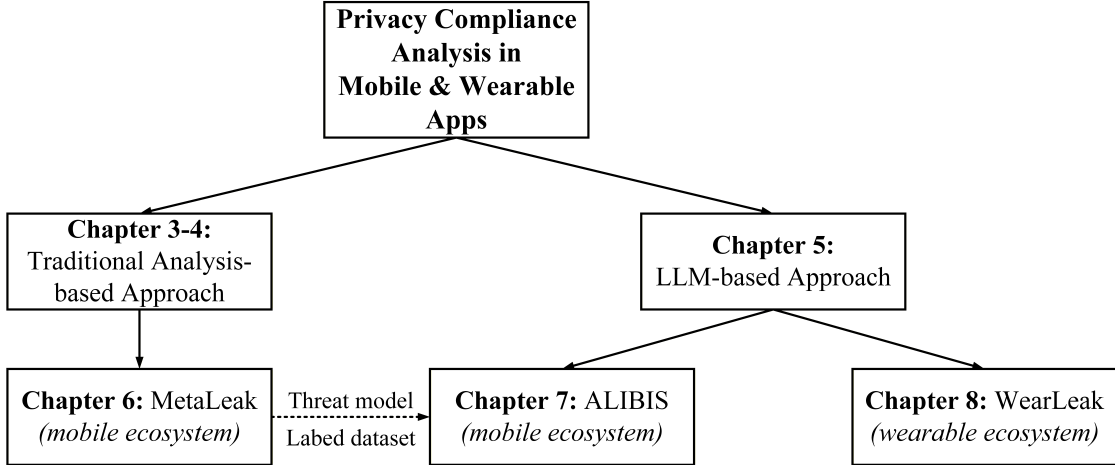 Privacy Compliance
Analysis in
Mobile & Wearable
Apps
Chapter 3-4:
Traditional Analysis-
based Approach
Chapter 5:
LLM-based Approach
Chapter 6: MetaLeak
(mobile ecosystem)
Threat model
Labed dataset
Chapter 7: ALIBIS
(mobile ecosystem)
Chapter 8: WearLeak
(wearable ecosystem)